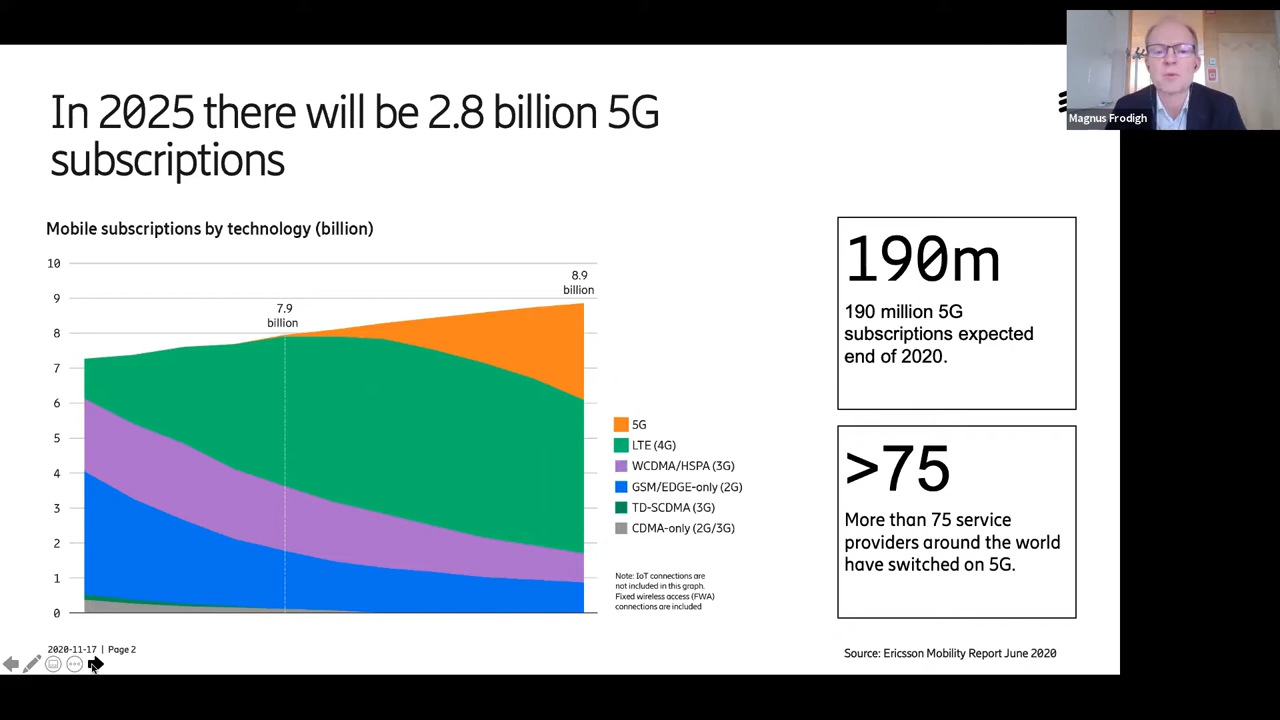 In 2025 there will be 2.8 billion 5G
subscriptions
Magnus Frodigh
Mobile subscriptions by technology (billion)
10
9
8
7
6
5
4
3
2
1
0
7.9
billion
8.9
billion
5G
LTE (4G)
WCDMA/HSPA (3G)
GSM/EDGE-only (2G)
TD-SCDMA (3G)
CDMA-only (2G/3G)
Note: IoT connections are
not included in this graph.
Fixed wireless access (FWA)
connections are included
190m
190 million 5G
subscriptions expected
end of 2020.
>75
More than 75 service
providers around the world
have switched on 5G.
2020-11-17 | Page 2
Source: Ericsson Mobility Report June 2020